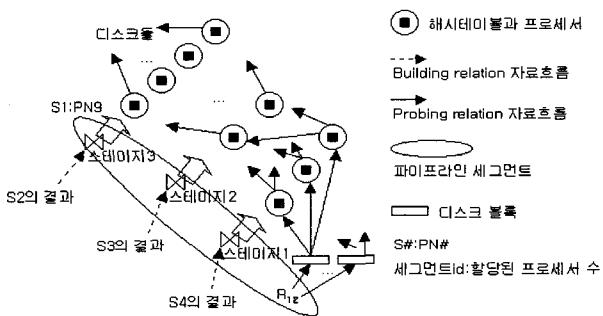 디스크들
S1:PN9
스테이지3
S2의 결과
스테이지2
S3의 결과
스테이지1
S4의 결과
R12
...
...
...
...
해시테이블과 프로세서
Building relation 자료흐름
Probing relation 자료흐름
파이프라인 세그먼트
디스크 블록
S#:PN#
세그먼트id:할당된 프로세서 수